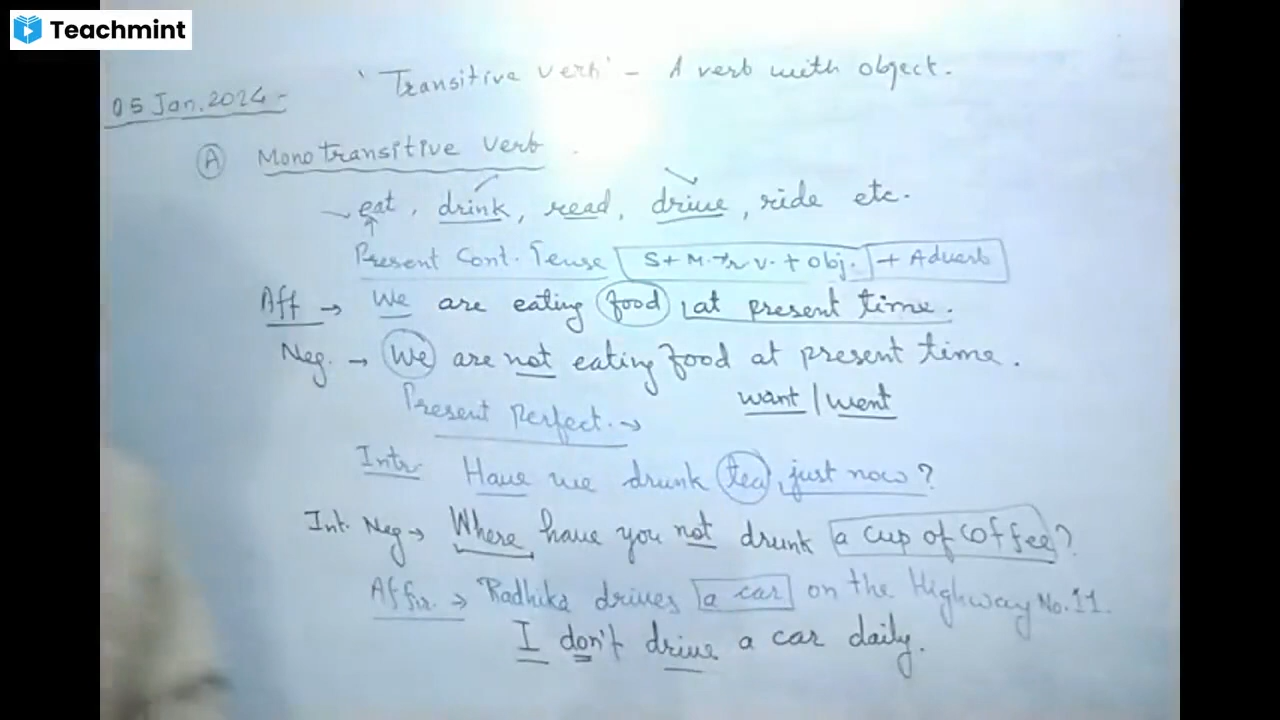 Teachmint
'Transitive verb' - A verb with object.
05 Jan. 2024 -
A Monotransitive verb
eat, drink, read, drive, ride etc.
Present Cont. Tense S + M. tr. v. + Obj. + Adverb
Aff → We are eating food at present time.
Neg. → We are not eating food at present time.
want / went
Present Perfect. →
Intr. Have we drunk tea just now?
Int. Neg → Where have you not drunk a cup of coffee?
Affir. → Radhika drives a car on the Highway No. 11.
I don't drive a car daily.